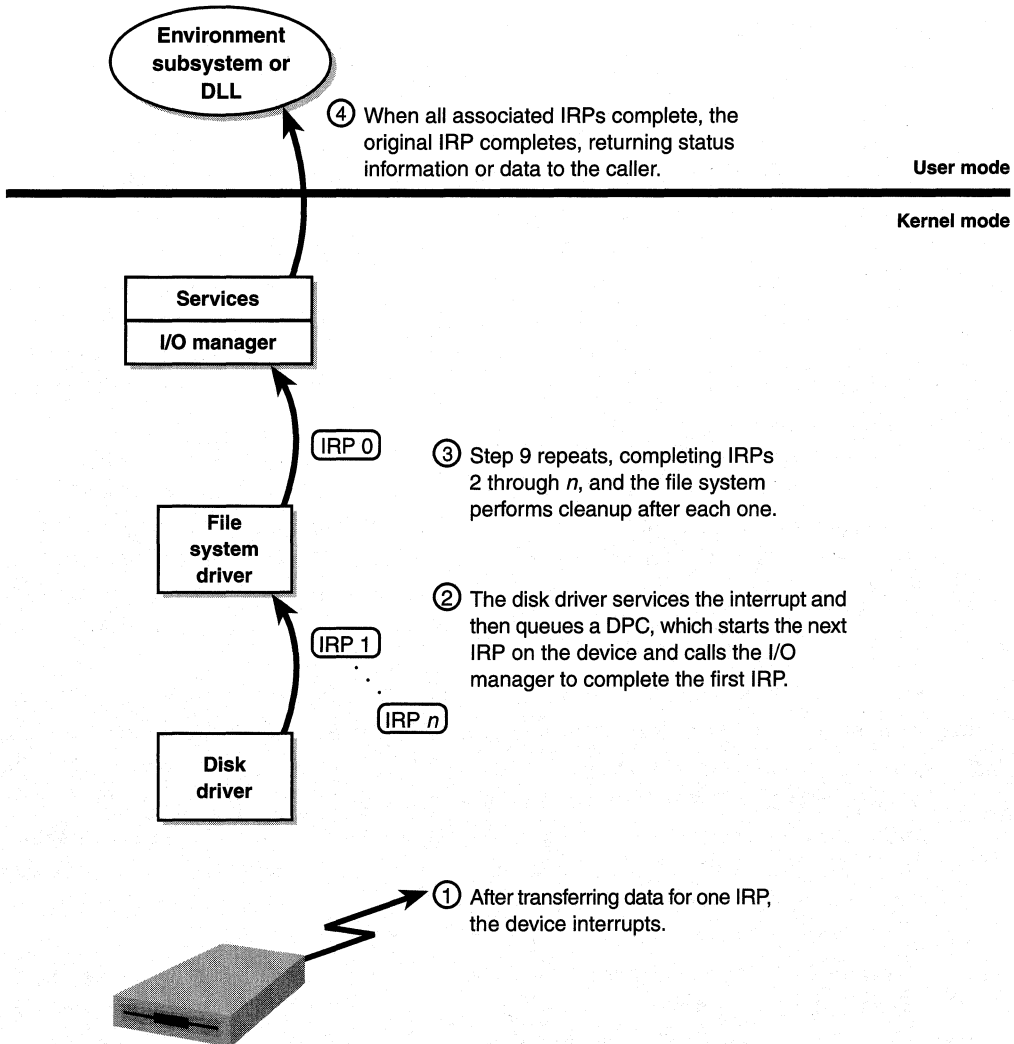 Environment
subsystem or
DLL
④ When all associated IRPs complete, the
original IRP completes, returning status
information or data to the caller.
User mode
Kernel mode
Services
I/O manager
IRP 0
③ Step 9 repeats, completing IRPs
2 through n, and the file system
performs cleanup after each one.
File
system
driver
② The disk driver services the interrupt and
then queues a DPC, which starts the next
IRP on the device and calls the I/O
manager to complete the first IRP.
IRP 1
IRP n
Disk
driver
① After transferring data for one IRP,
the device interrupts.